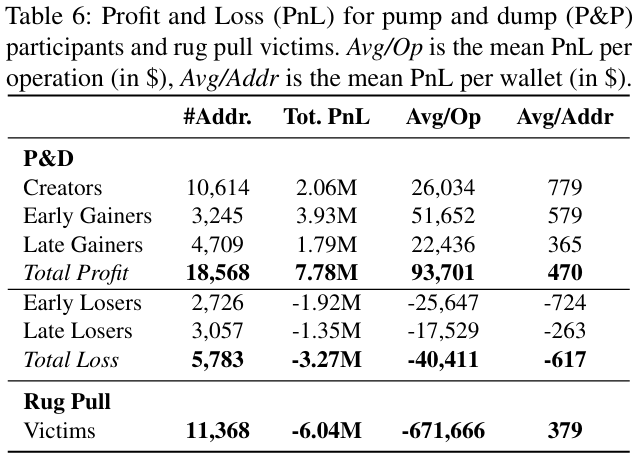 Table 6: Profit and Loss (PnL) for pump and dump (P&P)
participants and rug pull victims. Avg/Op is the mean PnL per
operation (in $), Avg/Addr is the mean PnL per wallet (in $).
#Addr. Tot. PnL Avg/Op Avg/Addr
P&D
Creators 10,614 2.06M 26,034 779
Early Gainers 3,245 3.93M 51,652 579
Late Gainers 4,709 1.79M 22,436 365
Total Profit 18,568 7.78M 93,701 470
Early Losers 2,726 -1.92M -25,647 -724
Late Losers 3,057 -1.35M -17,529 -263
Total Loss 5,783 -3.27M -40,411 -617
Rug Pull
Victims 11,368 -6.04M -671,666 379